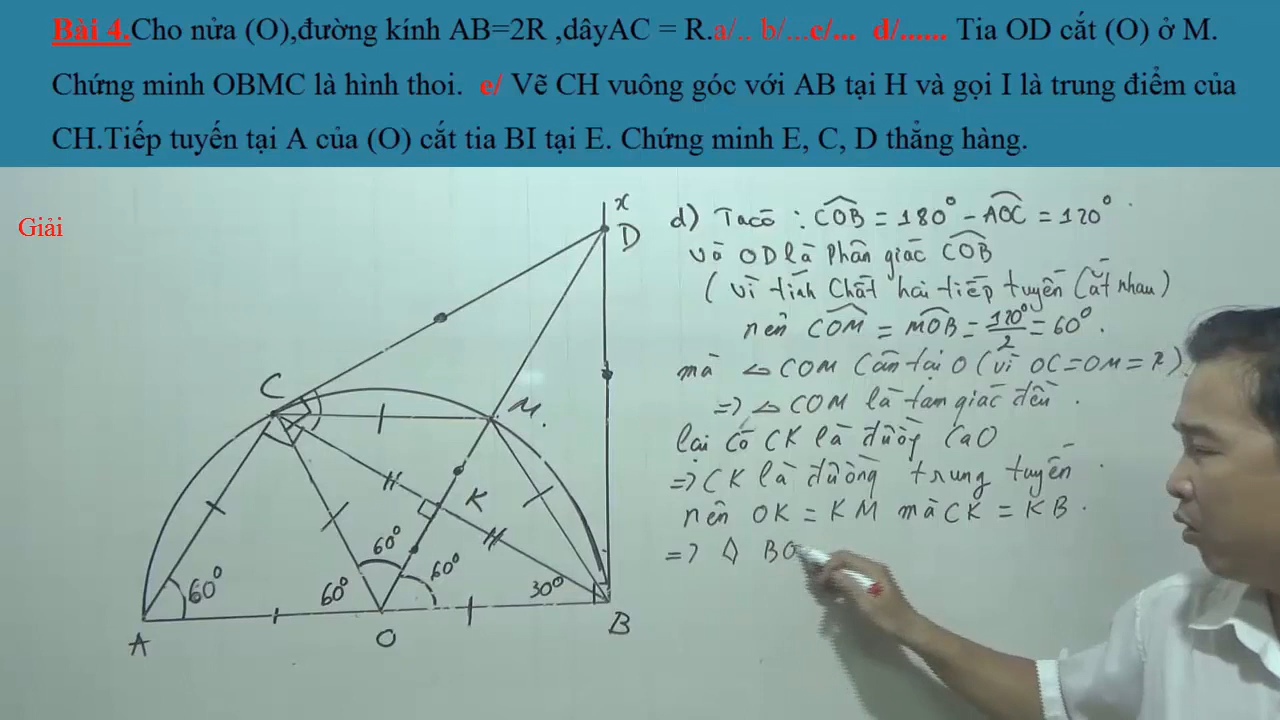 Bài 4.Cho nửa (O),đường kính AB=2R ,dâyAC = R.a/.. b/...c/... d/...... Tia OD cắt (O) ở M.
Chứng minh OBMC là hình thoi. e/ Vẽ CH vuông góc với AB tại H và gọi I là trung điểm của
CH.Tiếp tuyến tại A của (O) cắt tia BI tại E. Chứng minh E, C, D thẳng hàng.
Giải
x
D
C
M.
K
60°
60°
60°
60°
30°
A
O
B
d) Ta có : COB = 180° - AOC = 120°.
và OD là phân giác COB
(vì tính chất hai tiếp tuyến cắt nhau)
nên COM = MOB = 120°/2 = 60°.
mà △ COM cân tại O (vì OC = OM = R).
=> △ COM là tam giác đều.
lại có CK là đường cao
=> CK là đường trung tuyến.
nên OK = KM mà CK = KB.
=> ◊ BO